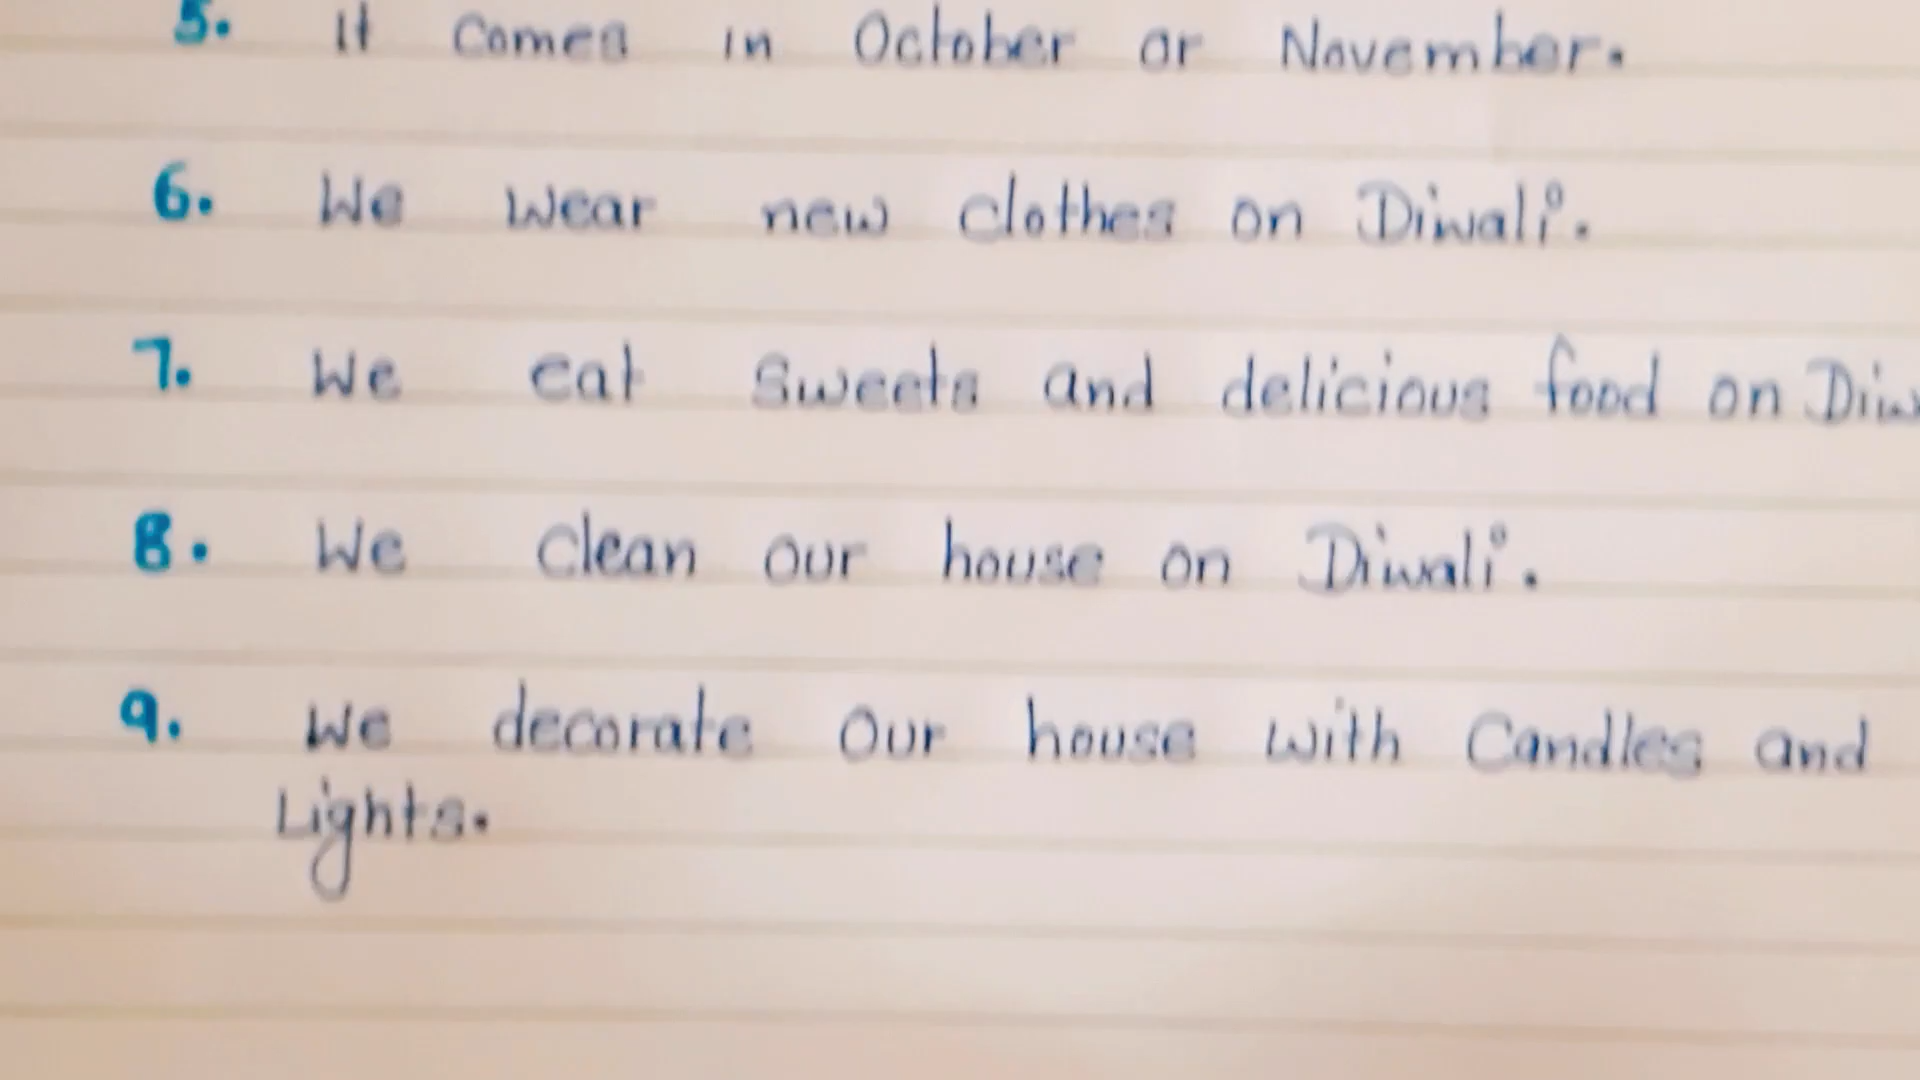 5. It Comes in October or November.
6. We wear new clothes on Diwali.
7. We eat sweets and delicious food on
8. We clean our house on Diwali.
9. We decorate our house with Candles and
Lights.